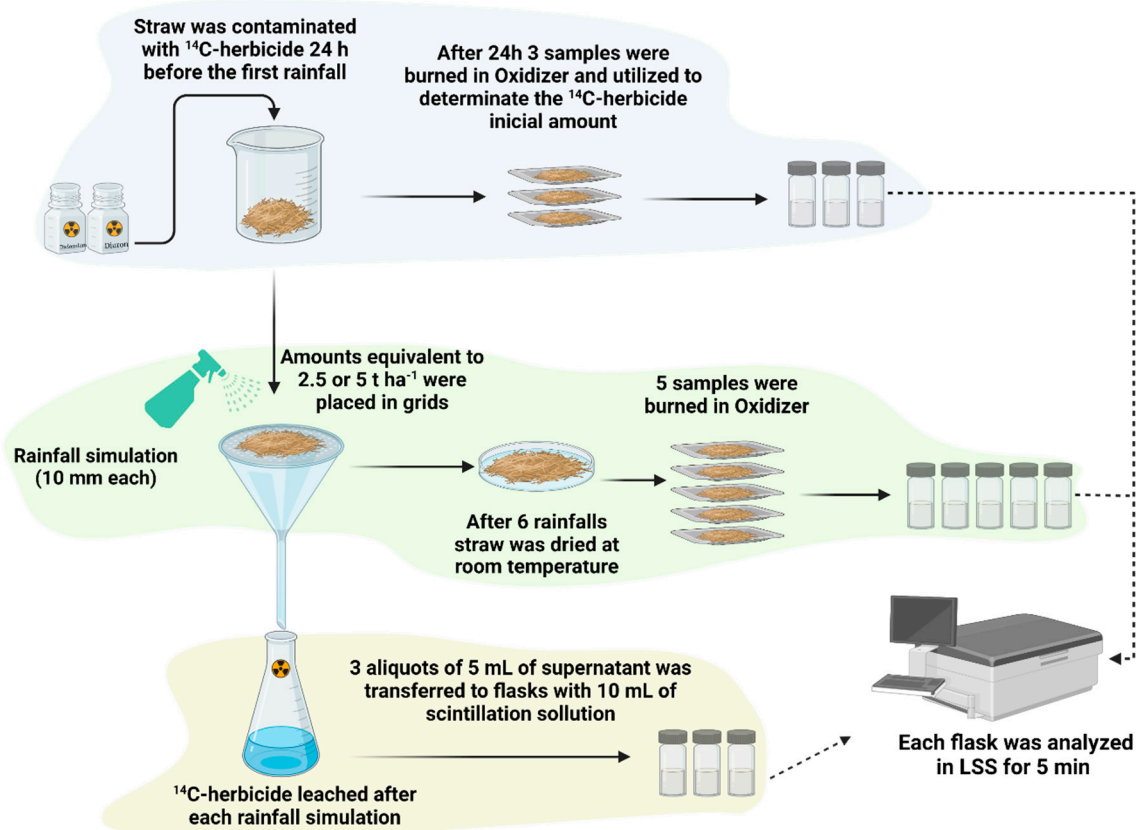 Straw was contaminated
with ¹⁴C-herbicide 24 h
before the first rainfall
After 24h 3 samples were
burned in Oxidizer and utilized to
determinate the ¹⁴C-herbicide
inicial amount
Diuron
Amounts equivalent to
2.5 or 5 t ha⁻¹ were
placed in grids
Rainfall simulation
(10 mm each)
5 samples were
burned in Oxidizer
After 6 rainfalls
straw was dried at
room temperature
3 aliquots of 5 mL of supernatant was
transferred to flasks with 10 mL of
scintillation sollution
¹⁴C-herbicide leached after
each rainfall simulation
Each flask was analyzed
in LSS for 5 min